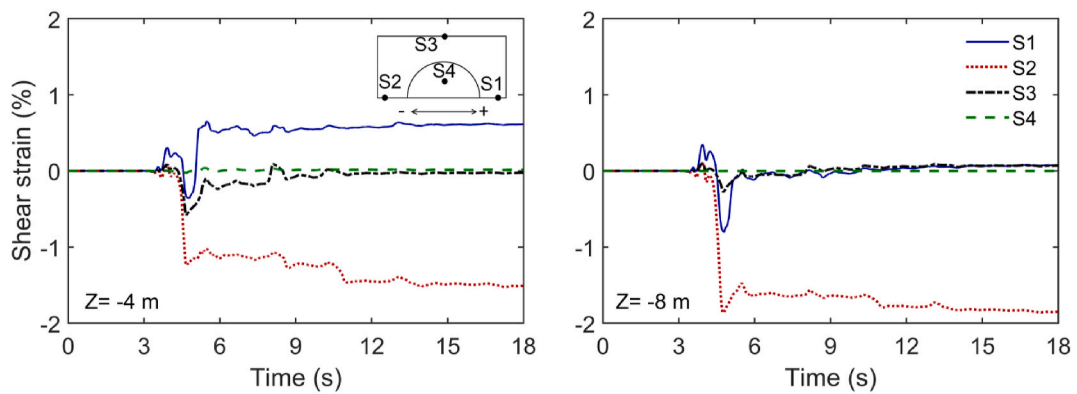 2
1
0
-1
-2
Shear strain (%)
S3
S4
S2
S1
- +
Z= -4 m
0 3 6 9 12 15 18
Time (s)
2
1
0
-1
-2
S1
S2
S3
S4
Z= -8 m
0 3 6 9 12 15 18
Time (s)